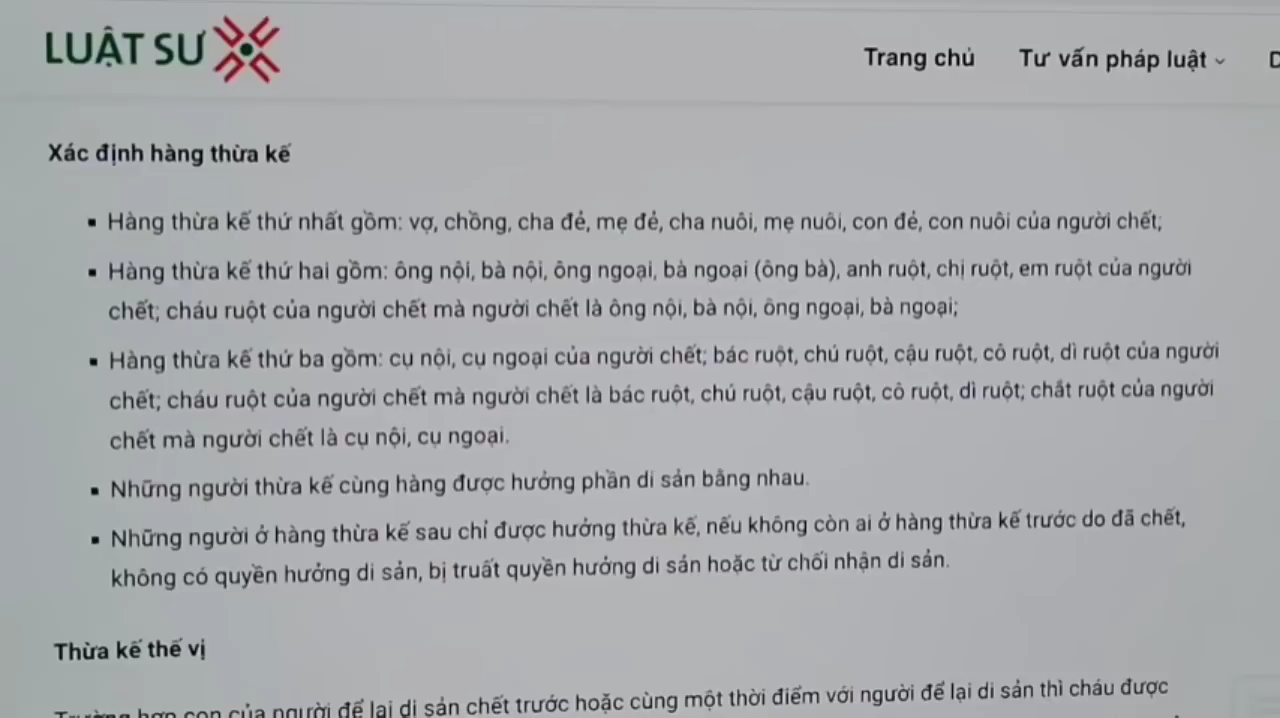 LUẬT SƯ
Trang chủ
Tư vấn pháp luật
D
Xác định hàng thừa kế
▪ Hàng thừa kế thứ nhất gồm: vợ, chồng, cha đẻ, mẹ đẻ, cha nuôi, mẹ nuôi, con đẻ, con nuôi của người chết;
▪ Hàng thừa kế thứ hai gồm: ông nội, bà nội, ông ngoại, bà ngoại (ông bà), anh ruột, chị ruột, em ruột của người
chết; cháu ruột của người chết mà người chết là ông nội, bà nội, ông ngoại, bà ngoại;
▪ Hàng thừa kế thứ ba gồm: cụ nội, cụ ngoại của người chết; bác ruột, chú ruột, cậu ruột, cô ruột, dì ruột của người
chết; cháu ruột của người chết mà người chết là bác ruột, chú ruột, cậu ruột, cô ruột, dì ruột; chắt ruột của người
chết mà người chết là cụ nội, cụ ngoại.
▪ Những người thừa kế cùng hàng được hưởng phần di sản bằng nhau.
▪ Những người ở hàng thừa kế sau chỉ được hưởng thừa kế, nếu không còn ai ở hàng thừa kế trước do đã chết,
không có quyền hưởng di sản, bị truất quyền hưởng di sản hoặc từ chối nhận di sản.
Thừa kế thế vị
Trường hợp con của người để lại di sản chết trước hoặc cùng một thời điểm với người để lại di sản thì cháu được